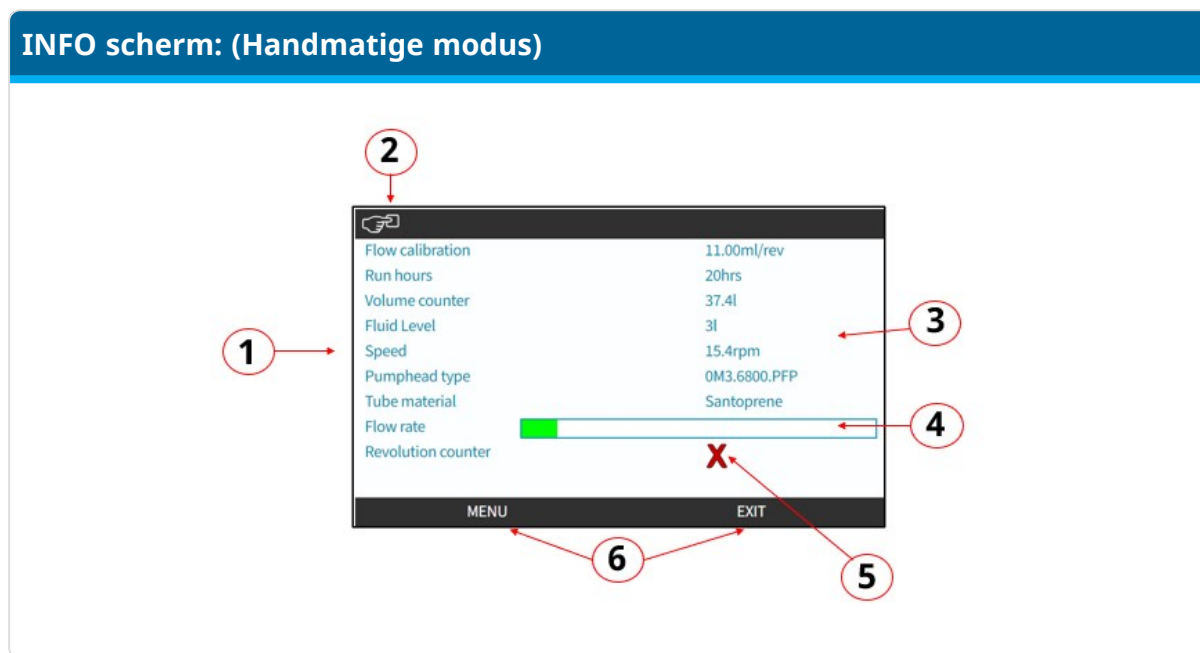 INFO scherm: (Handmatige modus)
2
Flow calibration 11.00ml/rev
Run hours 20hrs
Volume counter 37.4l
Fluid Level 3l
3
1
Speed 15.4rpm
Pumphead type 0M3.6800.PFP
Tube material Santoprene
Flow rate
4
Revolution counter X
MENU EXIT
6
5